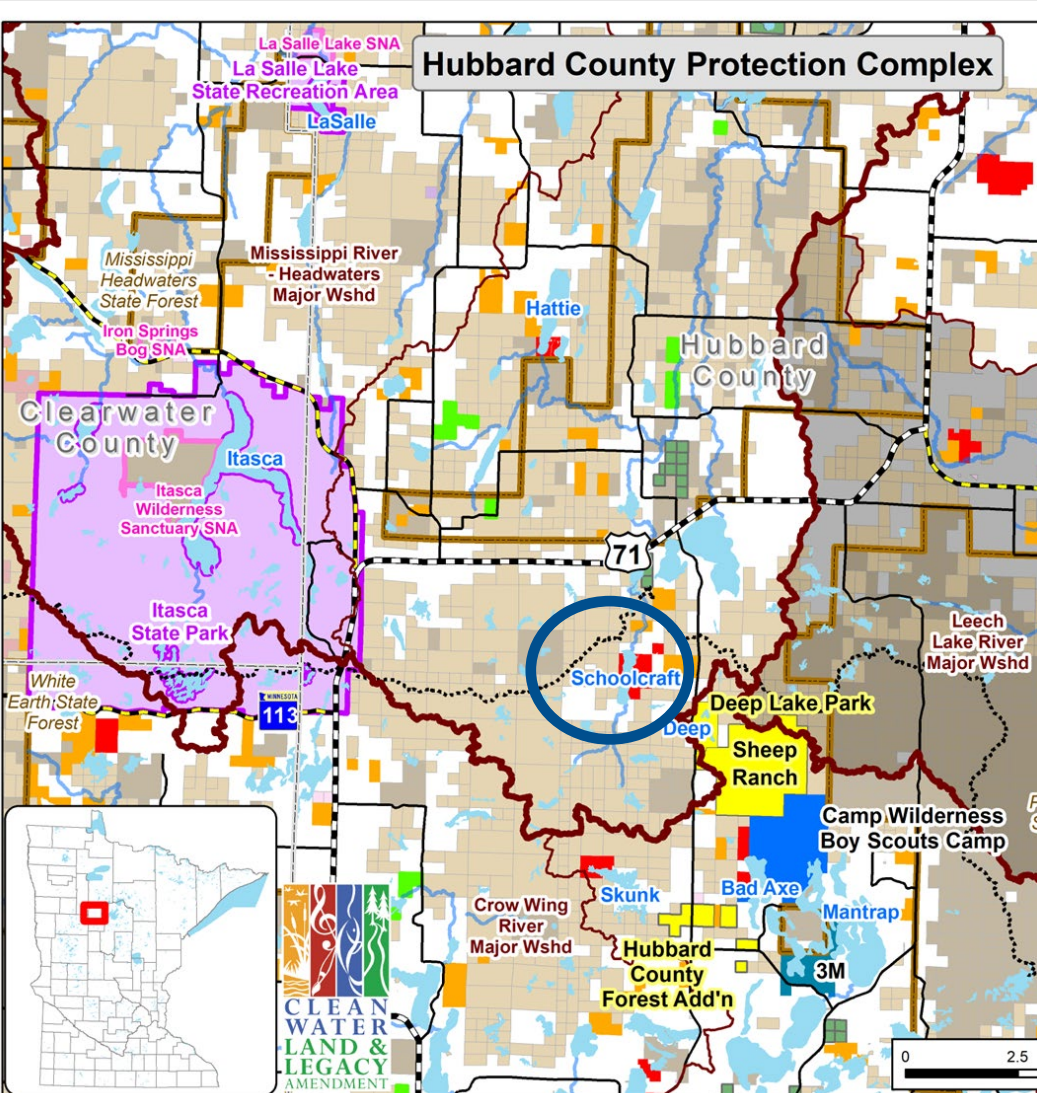 La Salle Lake SNA
La Salle Lake
State Recreation Area
LaSalle
Hubbard County Protection Complex
Mississippi
Headwaters
State Forest
Mississippi River
- Headwaters
Major Wshd
Iron Springs
Bog SNA
Hattie
Hubbard
County
Clearwater
County
Itasca
Itasca
Wilderness
Sanctuary SNA
71
Itasca
State Park
Leech
Lake River
Major Wshd
White
Earth State
Forest
MINNESOTA
113
Schoolcraft
Deep Lake Park
Deep
Sheep
Ranch
Camp Wilderness
Boy Scouts Camp
Skunk
Bad Axe
Mantrap
Crow Wing
River
Major Wshd
Hubbard
County
Forest Add'n
3M
CLEAN
WATER
LAND &
LEGACY
AMENDMENT
0 2.5